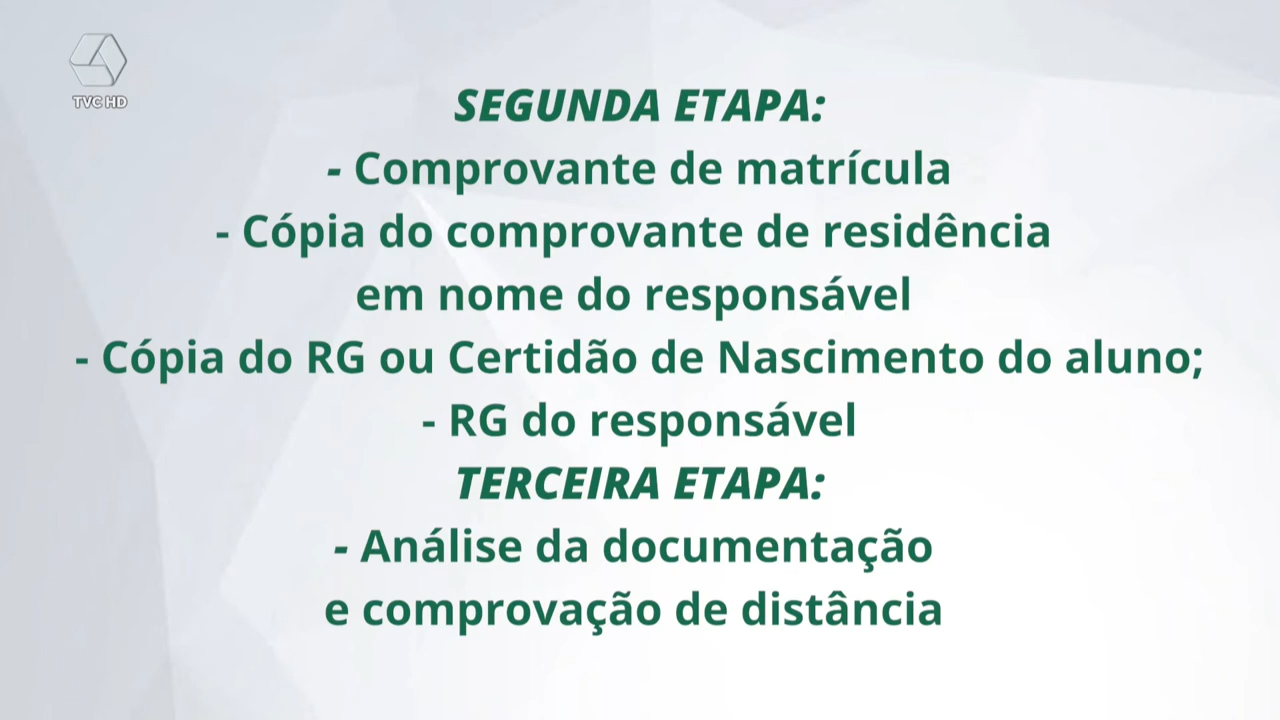 TVC HD
SEGUNDA ETAPA:
- Comprovante de matrícula
- Cópia do comprovante de residência
em nome do responsável
- Cópia do RG ou Certidão de Nascimento do aluno;
- RG do responsável
TERCEIRA ETAPA:
- Análise da documentação
e comprovação de distância